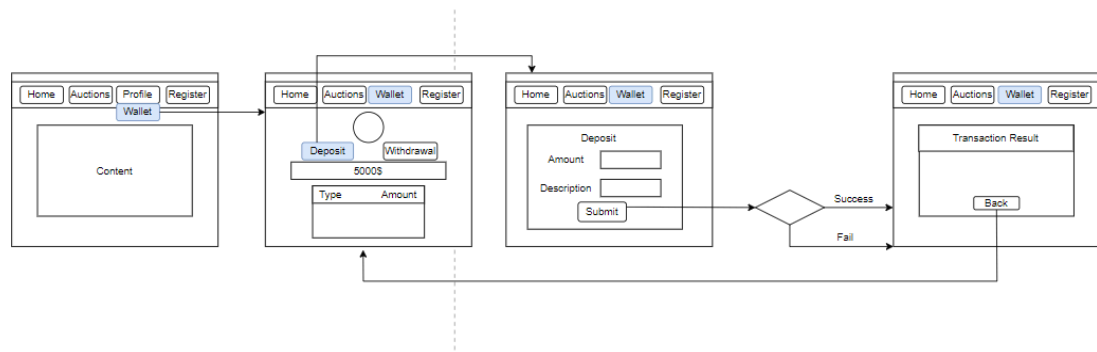 Home Auctions Profile Register
Wallet
Content
Home Auctions Wallet Register
Deposit Withdrawal
5000$
Type Amount
Home Auctions Wallet Register
Deposit
Amount
Description
Submit
Success
Fail
Home Auctions Wallet Register
Transaction Result
Back